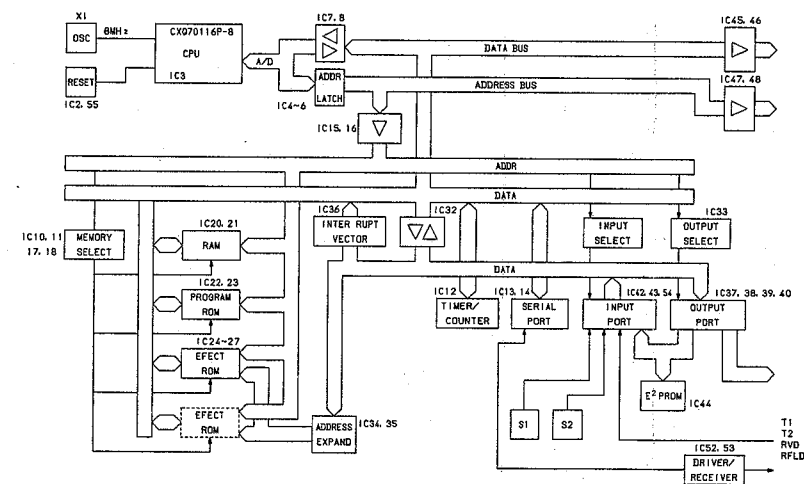 X1
OSC
8MHz
CXQ70116P-8
CPU
IC3
RESET
IC2, 55
A/D
IC7, 8
ADDR
LATCH
IC4~6
DATA BUS
ADDRESS BUS
IC45, 46
IC47, 48
IC15, 16
ADDR
DATA
IC10, 11
17, 18
MEMORY
SELECT
IC20, 21
RAM
IC22, 23
PROGRAM
ROM
IC24~27
EFECT
ROM
EFECT
ROM
IC36
INTER RUPT
VECTOR
IC32
INPUT
SELECT
IC33
OUTPUT
SELECT
DATA
IC12
TIMER/
COUNTER
IC13, 14
SERIAL
PORT
IC42, 43, 54
INPUT
PORT
IC37, 38, 39, 40
OUTPUT
PORT
ADDRESS
EXPAND
IC34, 35
S1
S2
E2 PROM
IC44
T1
T2
RVD
RFLD
IC52, 53
DRIVER/
RECEIVER